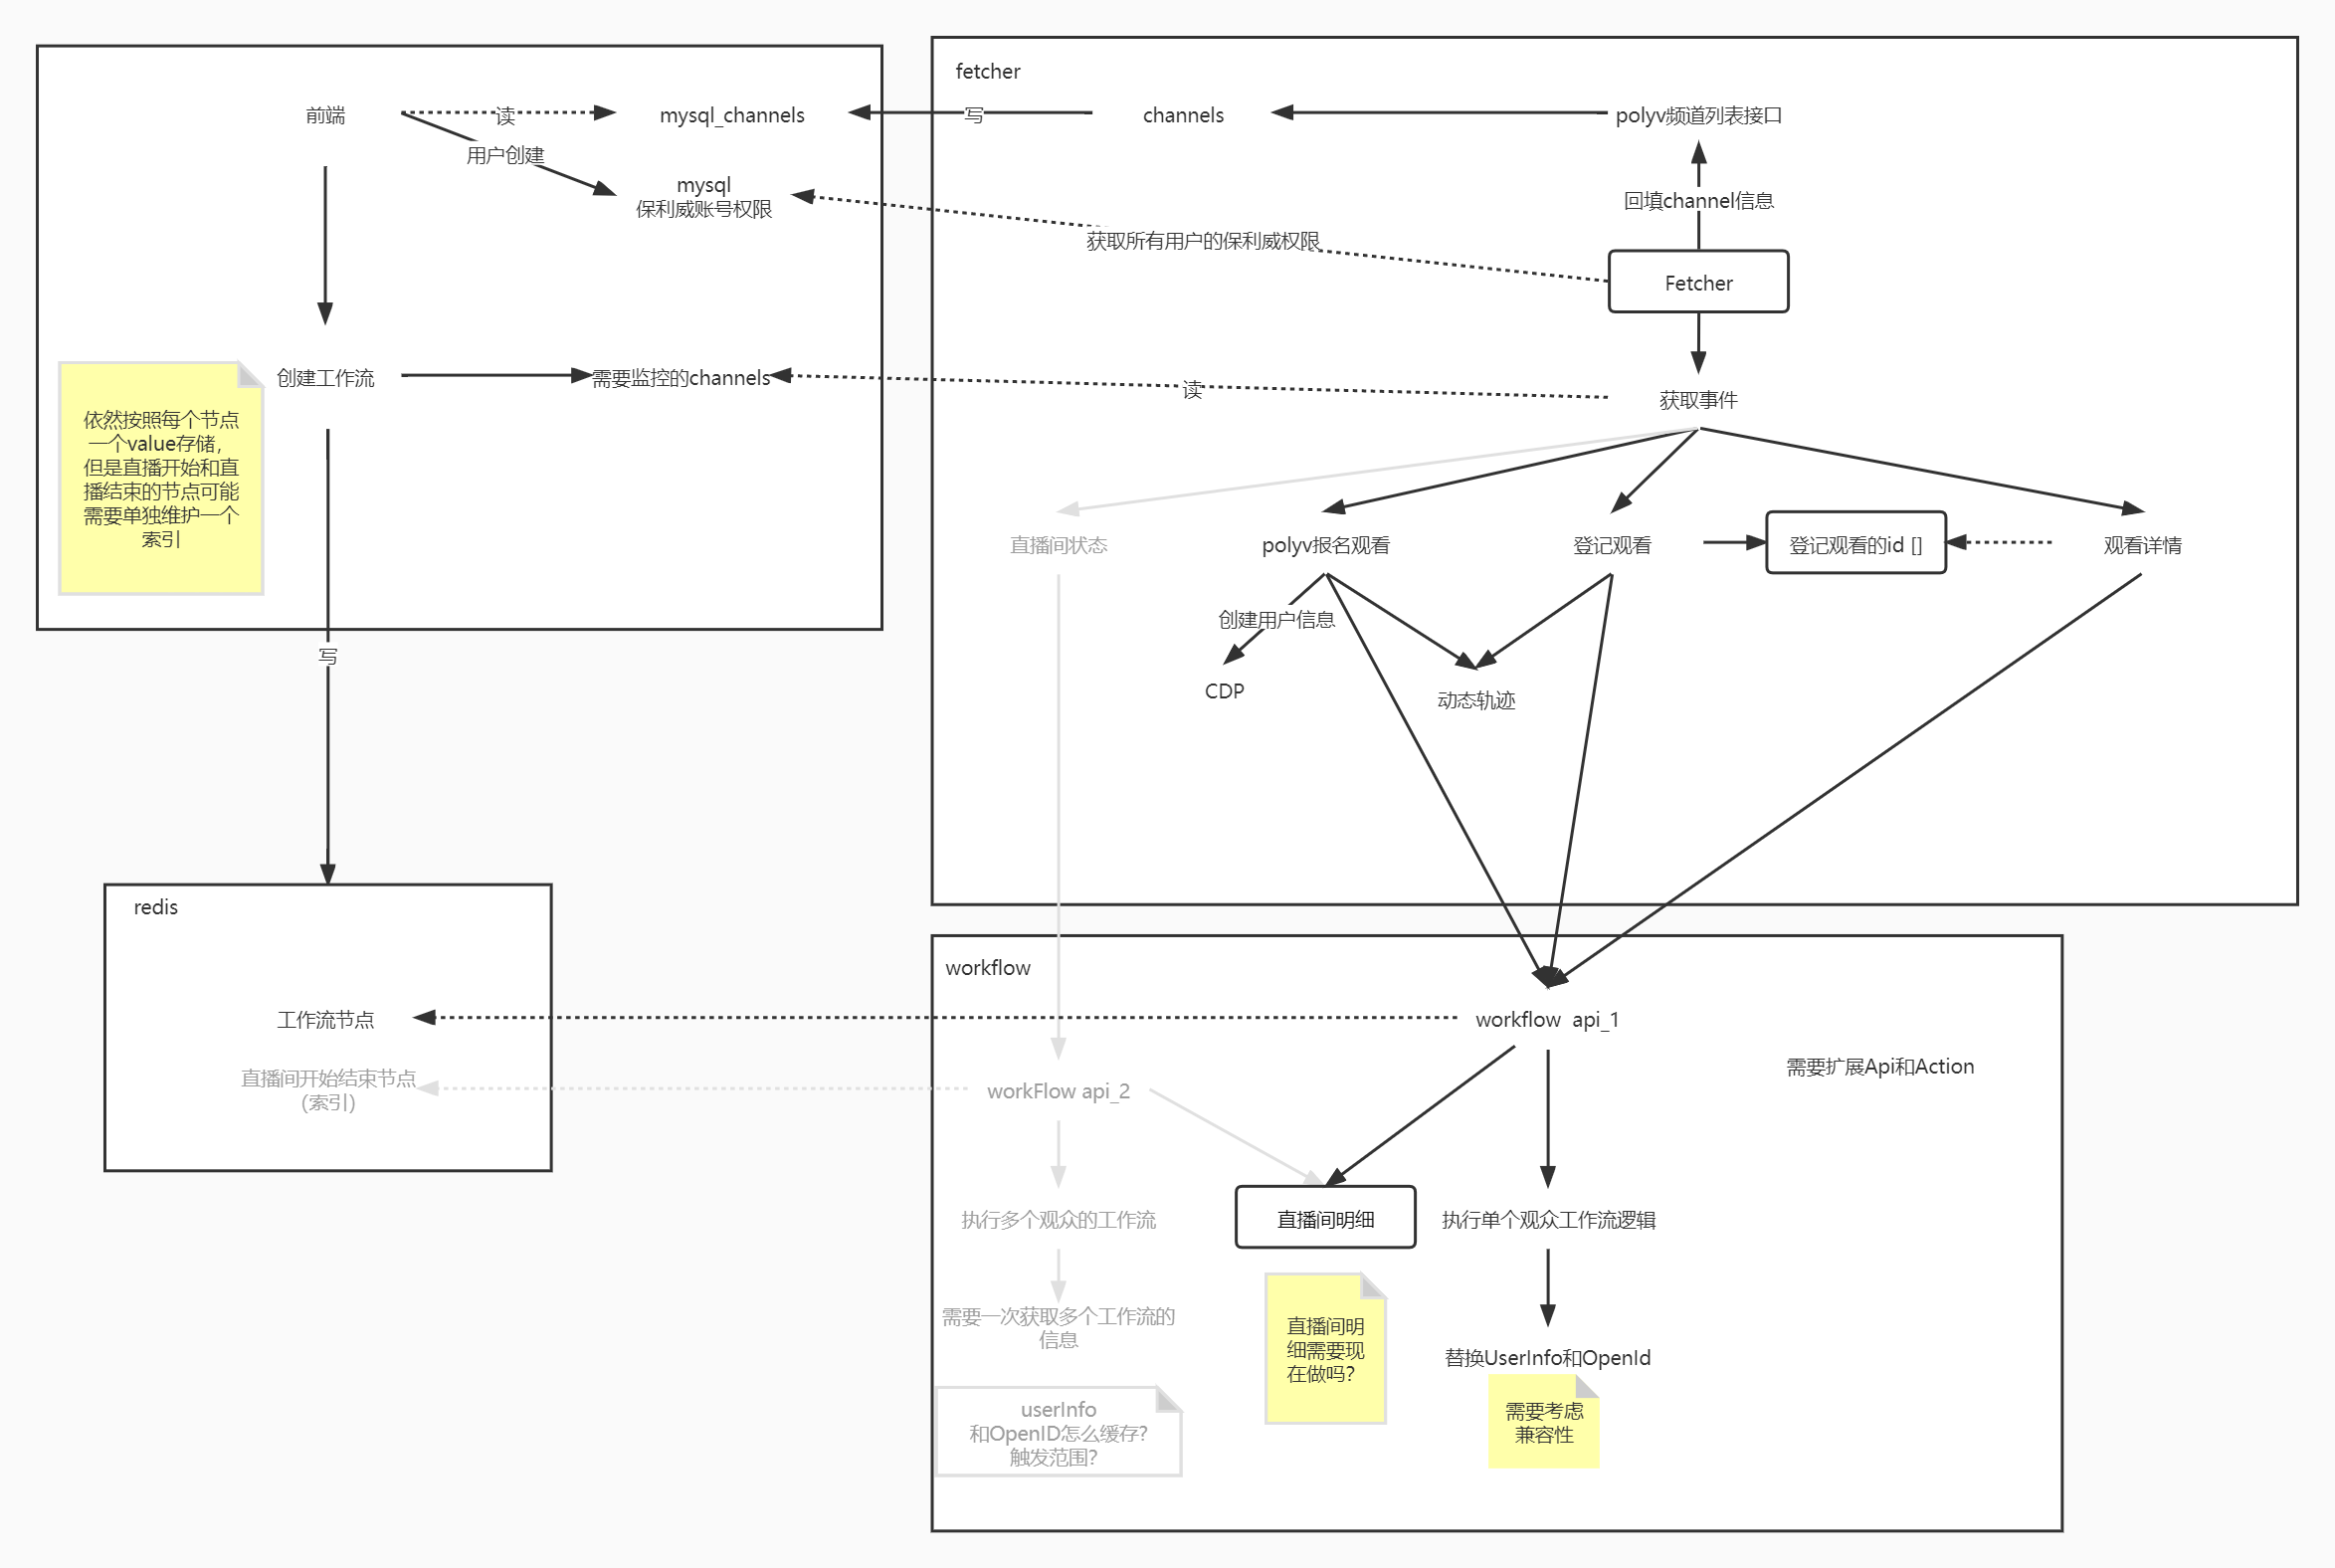 前端
读
mysql_channels
用户创建
mysql
保利威账号权限
创建工作流
需要监控的channels
依然按照每个节点
一个value存储，
但是直播开始和直
播结束的节点可能
需要单独维护一个
索引
写
redis
工作流节点
直播间开始结束节点
(索引)
fetcher
写
channels
polyv频道列表接口
回填channel信息
获取所有用户的保利威权限
Fetcher
读
获取事件
直播间状态
polyv报名观看
登记观看
登记观看的id []
观看详情
创建用户信息
CDP
动态轨迹
workflow
workflow  api_1
需要扩展Api和Action
workFlow api_2
执行多个观众的工作流
直播间明细
执行单个观众工作流逻辑
需要一次获取多个工作流的
信息
直播间明
细需要现
在做吗？
替换UserInfo和OpenId
需要考虑
兼容性
userInfo
和OpenID怎么缓存?
触发范围？